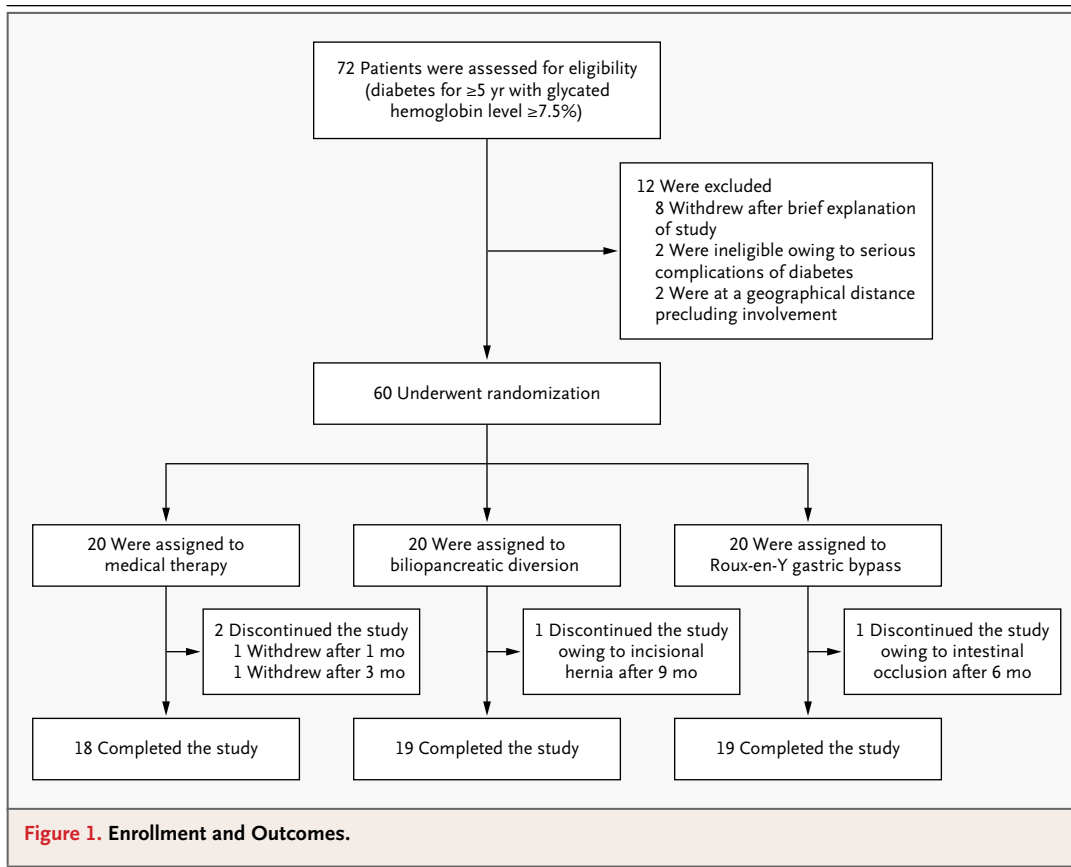 72 Patients were assessed for eligibility
(diabetes for ≥5 yr with glycated
hemoglobin level ≥7.5%)
12 Were excluded
8 Withdrew after brief explanation
of study
2 Were ineligible owing to serious
complications of diabetes
2 Were at a geographical distance
precluding involvement
60 Underwent randomization
20 Were assigned to
medical therapy
20 Were assigned to
biliopancreatic diversion
20 Were assigned to
Roux-en-Y gastric bypass
2 Discontinued the study
1 Withdrew after 1 mo
1 Withdrew after 3 mo
1 Discontinued the study
owing to incisional
hernia after 9 mo
1 Discontinued the study
owing to intestinal
occlusion after 6 mo
18 Completed the study
19 Completed the study
19 Completed the study
Figure 1. Enrollment and Outcomes.